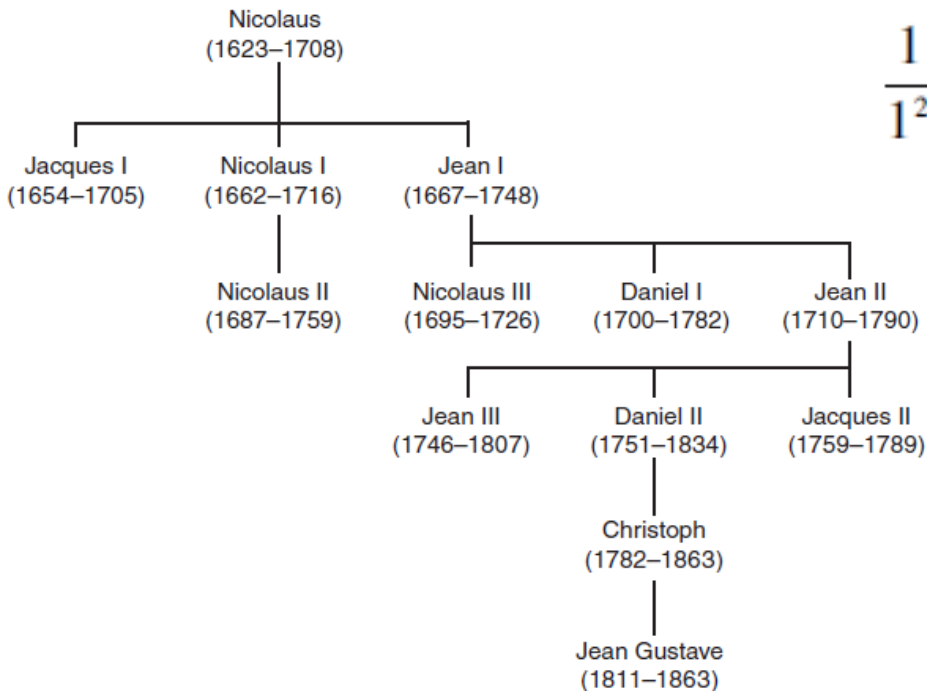 Nicolaus
(1623–1708)
1
1²
Jacques I
(1654–1705)
Nicolaus I
(1662–1716)
Jean I
(1667–1748)
Nicolaus II
(1687–1759)
Nicolaus III
(1695–1726)
Daniel I
(1700–1782)
Jean II
(1710–1790)
Jean III
(1746–1807)
Daniel II
(1751–1834)
Jacques II
(1759–1789)
Christoph
(1782–1863)
Jean Gustave
(1811–1863)